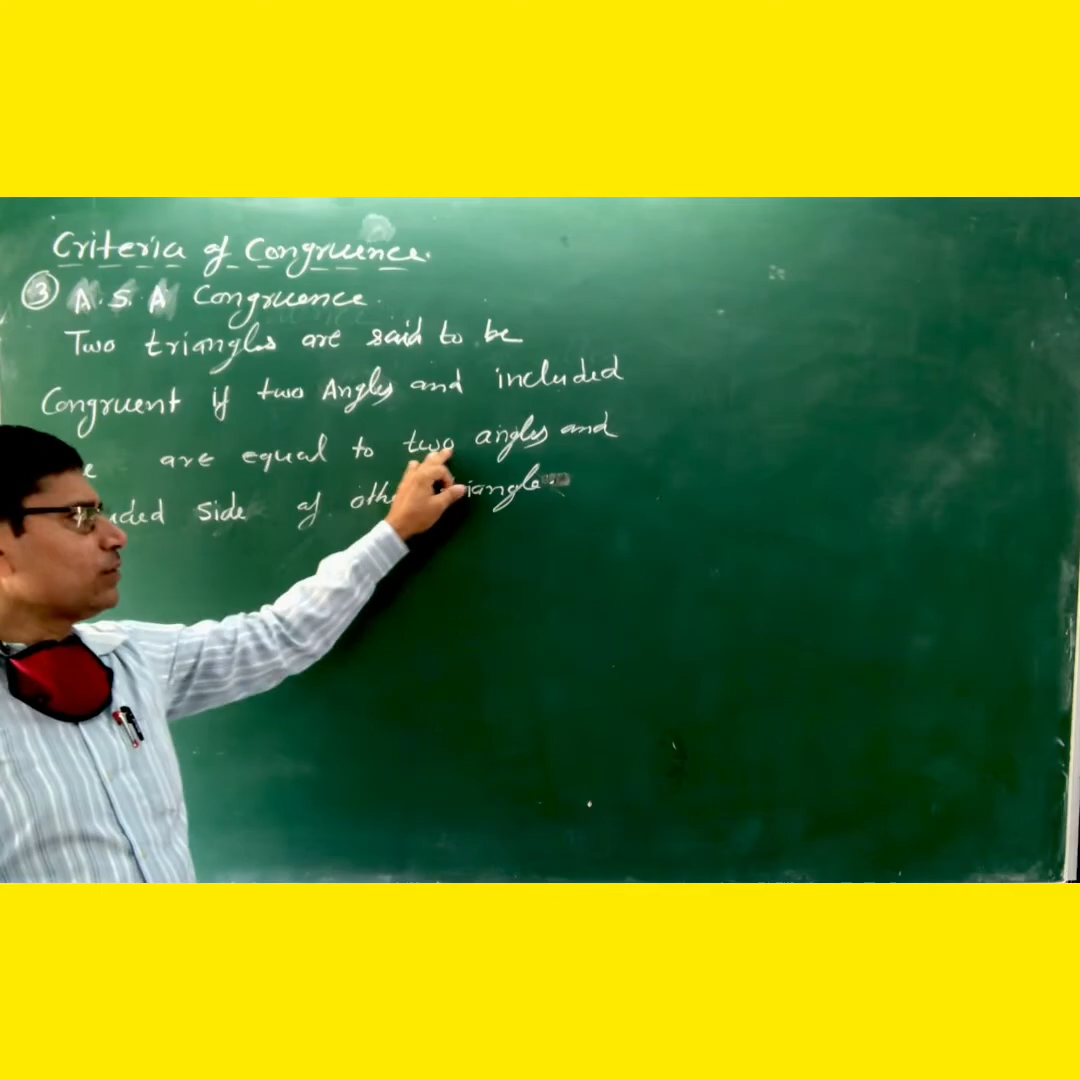 Criteria of Congruence.
3 A.S.A Congruence.
Two triangles are said to be
Congruent if two Angles and included
are equal to two angles and
side of triangle